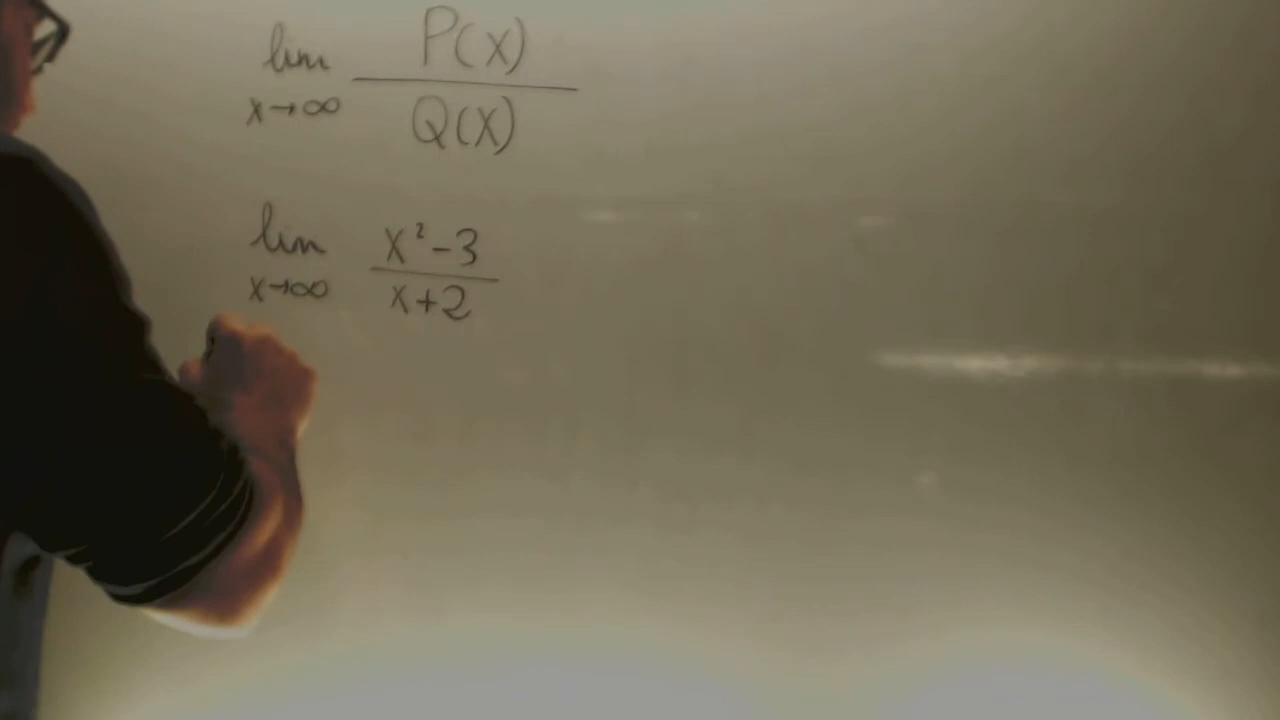 lim P(x)
x→∞ Q(x)
lim x²-3
x→∞ x+2